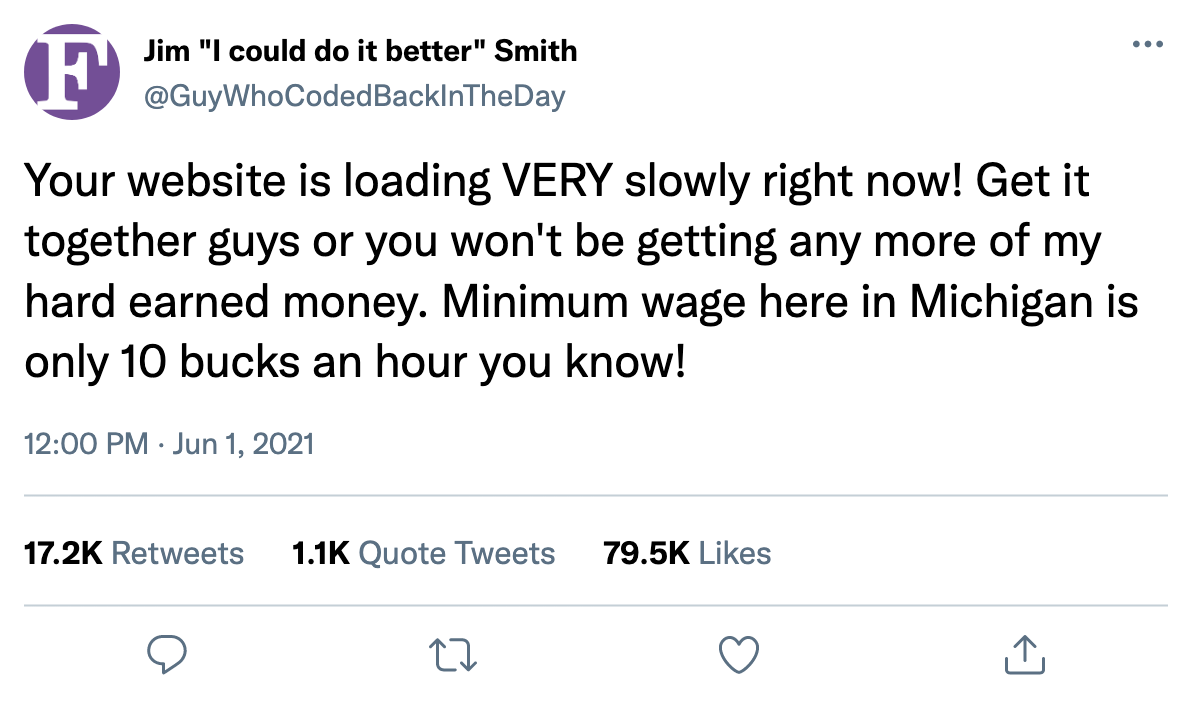 F
Jim "I could do it better" Smith
@GuyWhoCodedBackInTheDay
Your website is loading VERY slowly right now! Get it
together guys or you won't be getting any more of my
hard earned money. Minimum wage here in Michigan is
only 10 bucks an hour you know!
12:00 PM · Jun 1, 2021
17.2K Retweets 1.1K Quote Tweets 79.5K Likes